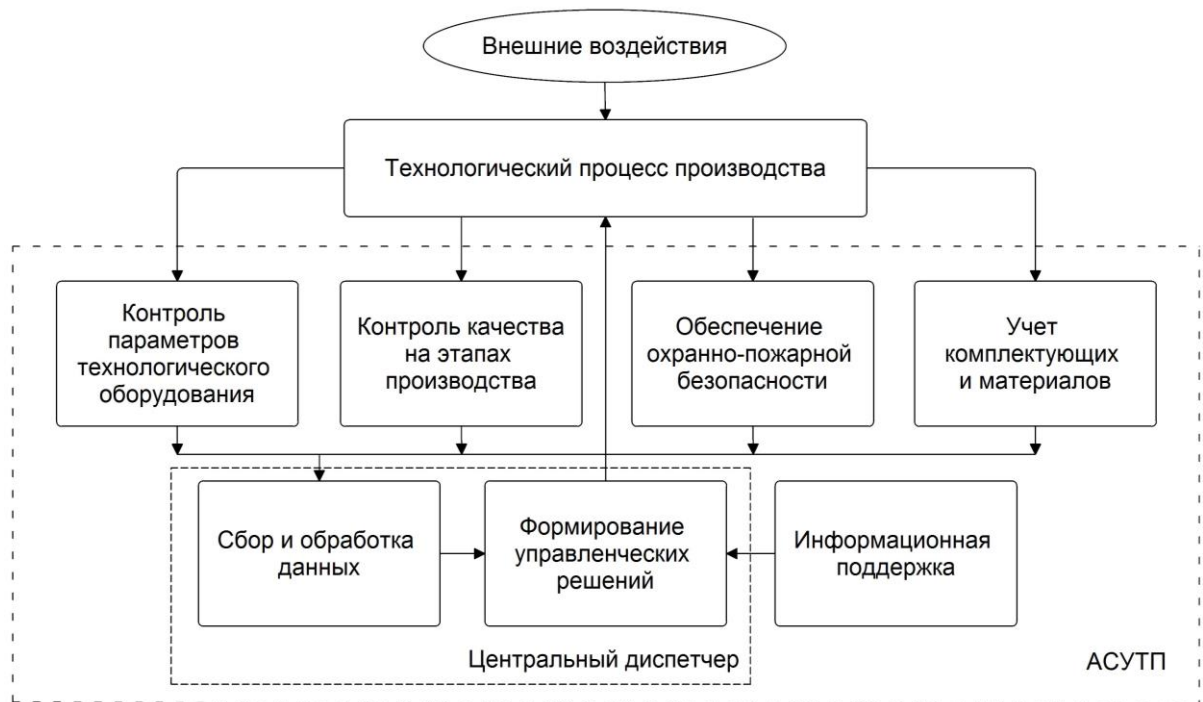 Внешние воздействия
Технологический процесс производства
Контроль
параметров
технологического
оборудования
Контроль качества
на этапах
производства
Обеспечение
охранно-пожарной
безопасности
Учет
комплектующих
и материалов
Сбор и обработка
данных
Формирование
управленческих
решений
Информационная
поддержка
Центральный диспетчер
АСУТП